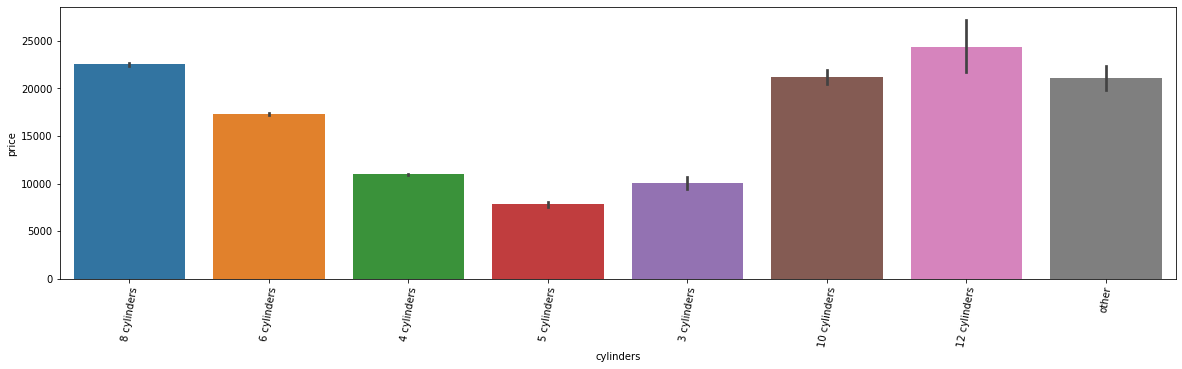 25000
20000
15000
10000
5000
0
price
8 cylinders
6 cylinders
4 cylinders
5 cylinders
3 cylinders
10 cylinders
12 cylinders
other
cylinders